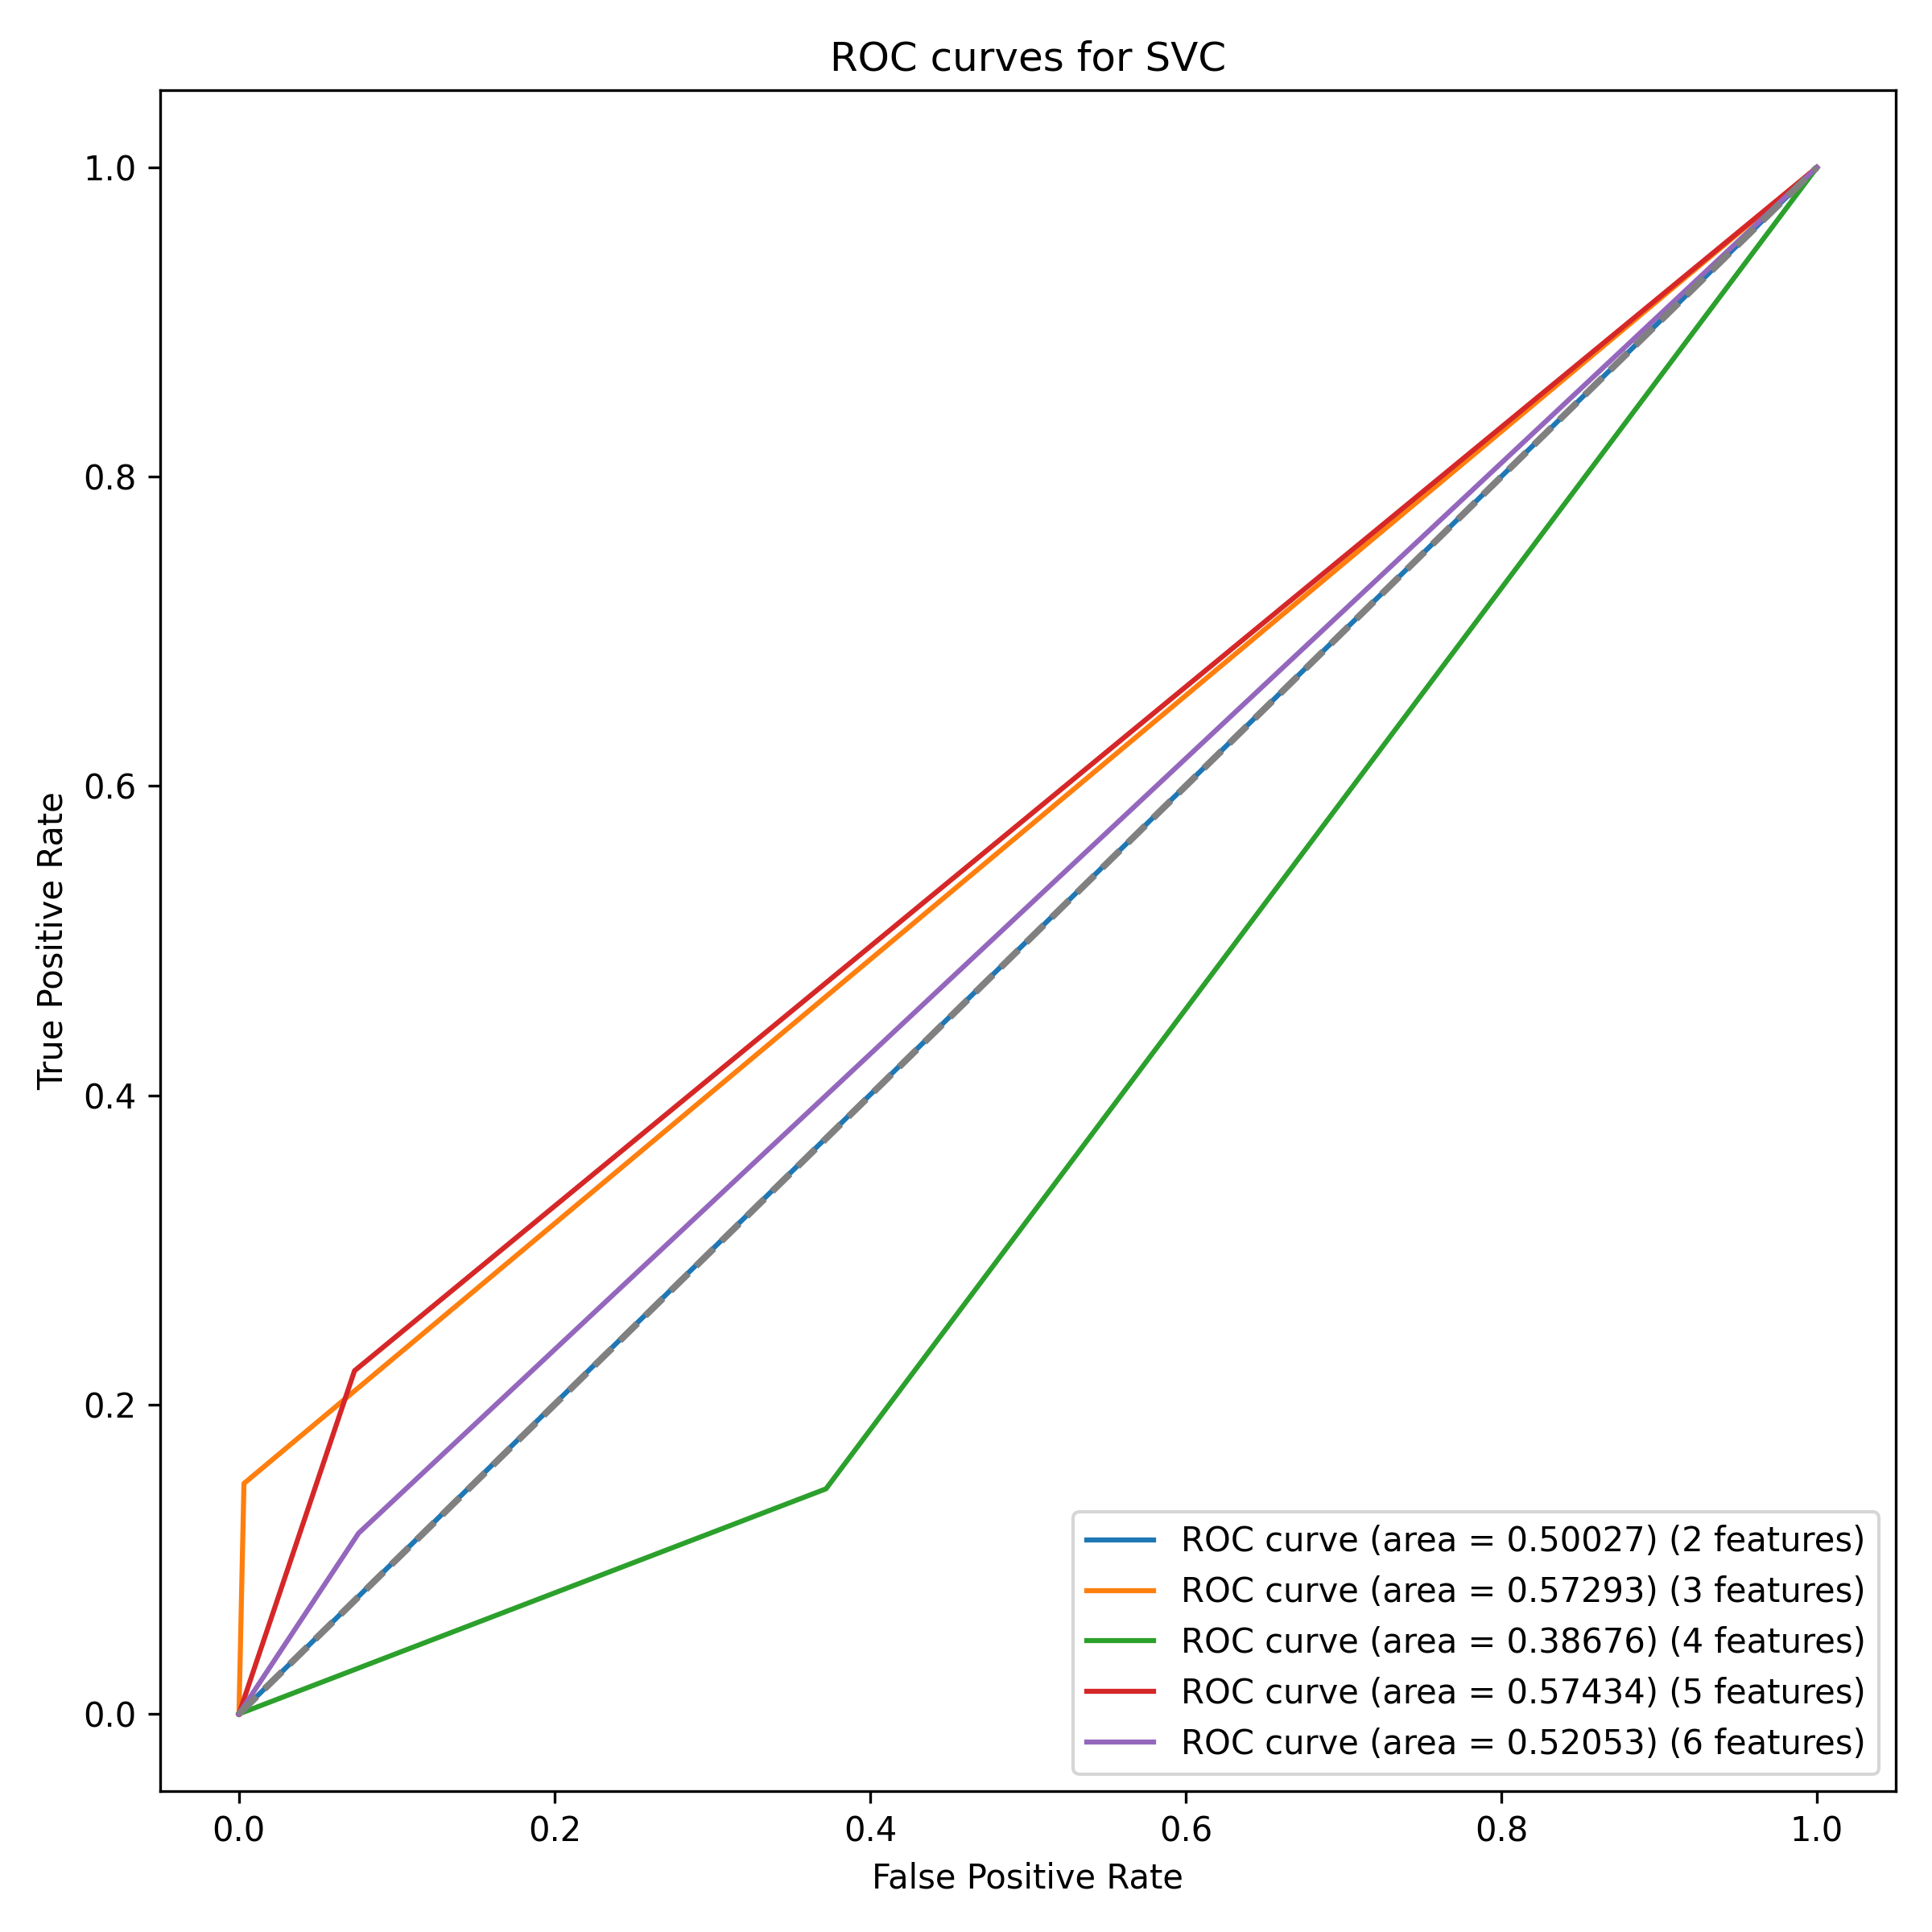 ROC curves for SVC
True Positive Rate
1.0
0.8
0.6
0.4
0.2
0.0
ROC curve (area = 0.50027) (2 features)
ROC curve (area = 0.57293) (3 features)
ROC curve (area = 0.38676) (4 features)
ROC curve (area = 0.57434) (5 features)
ROC curve (area = 0.52053) (6 features)
0.0 0.2 0.4 0.6 0.8 1.0
False Positive Rate